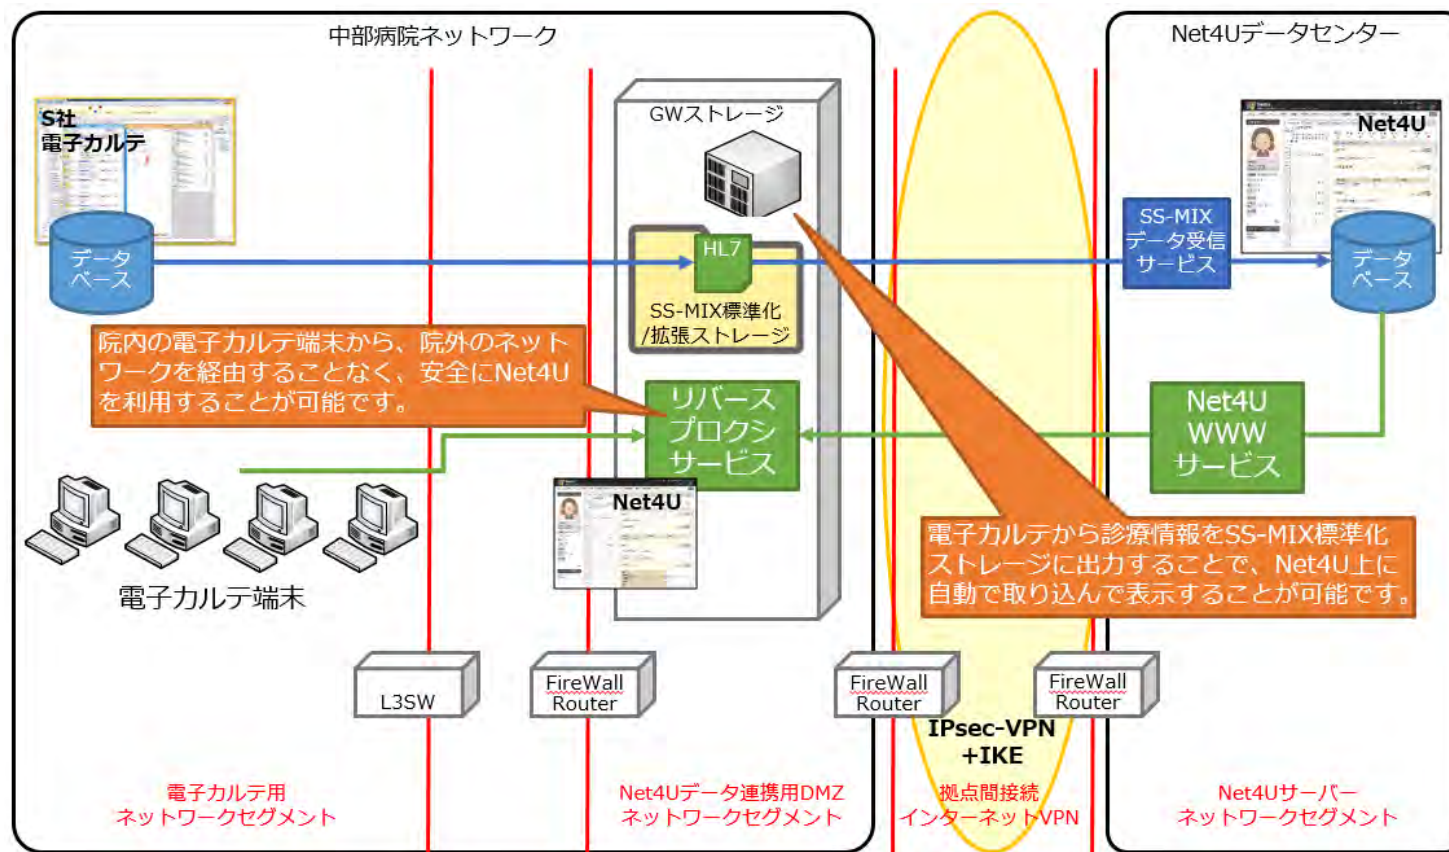 中部病院ネットワーク
Net4Uデータセンター
S社
電子カルテ
データ
ベース
GWストレージ
HL7
SS-MIX標準化
/拡張ストレージ
SS-MIX
データ受信
サービス
Net4U
データ
ベース
院内の電子カルテ端末から、院外のネット
ワークを経由することなく、安全にNet4U
を利用することが可能です。
リバース
プロクシ
サービス
Net4U
WWW
サービス
Net4U
電子カルテ端末
電子カルテから診療情報をSS-MIX標準化
ストレージに出力することで、Net4U上に
自動で取り込んで表示することが可能です。
L3SW
FireWall
Router
FireWall
Router
FireWall
Router
IPsec-VPN
+IKE
電子カルテ用
ネットワークセグメント
Net4Uデータ連携用DMZ
ネットワークセグメント
拠点間接続
インターネットVPN
Net4Uサーバー
ネットワークセグメント